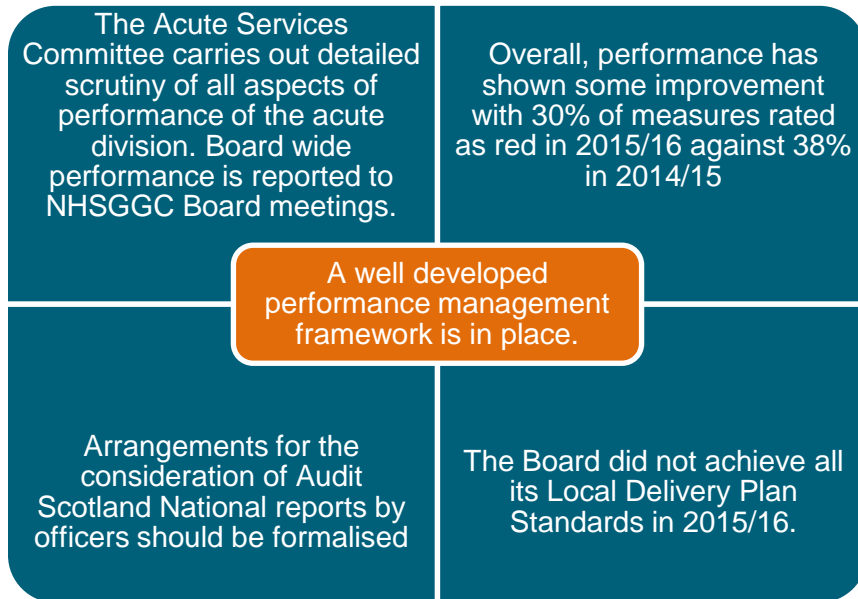 The Acute Services
Committee carries out detailed
scrutiny of all aspects of
performance of the acute
division. Board wide
performance is reported to
NHSGGC Board meetings.
Overall, performance has
shown some improvement
with 30% of measures rated
as red in 2015/16 against 38%
in 2014/15
A well developed
performance management
framework is in place.
Arrangements for the
consideration of Audit
Scotland National reports by
officers should be formalised
The Board did not achieve all
its Local Delivery Plan
Standards in 2015/16.